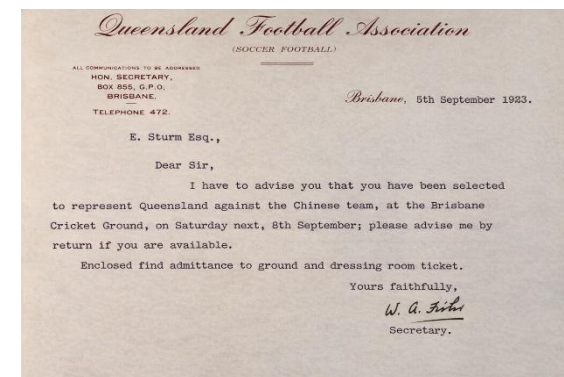 Queensland Football Association
(SOCCER FOOTBALL)
ALL COMMUNICATIONS TO BE ADDRESSED
HON. SECRETARY,
BOX 855, G.P.O.
BRISBANE.
TELEPHONE 472.
Brisbane, 5th September 1923.
E. Sturm Esq.,
Dear Sir,
I have to advise you that you have been selected
to represent Queensland against the Chinese team, at the Brisbane
Cricket Ground, on Saturday next, 8th September; please advise me by
return if you are available.
Enclosed find admittance to ground and dressing room ticket.
Yours faithfully,
W. A.
Secretary.